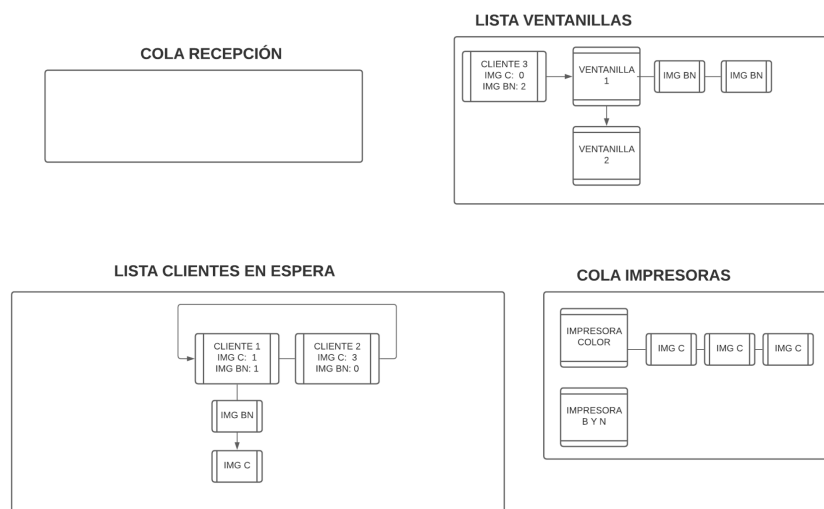 LISTA VENTANILLAS
COLA RECEPCIÓN
CLIENTE 3
IMG C: 0
IMG BN: 2
VENTANILLA
1
IMG BN
IMG BN
VENTANILLA
2
LISTA CLIENTES EN ESPERA
CLIENTE 1
IMG C: 1
IMG BN: 1
CLIENTE 2
IMG C: 3
IMG BN: 0
IMG BN
IMG C
COLA IMPRESORAS
IMPRESORA
COLOR
IMG C
IMG C
IMG C
IMPRESORA
B Y N